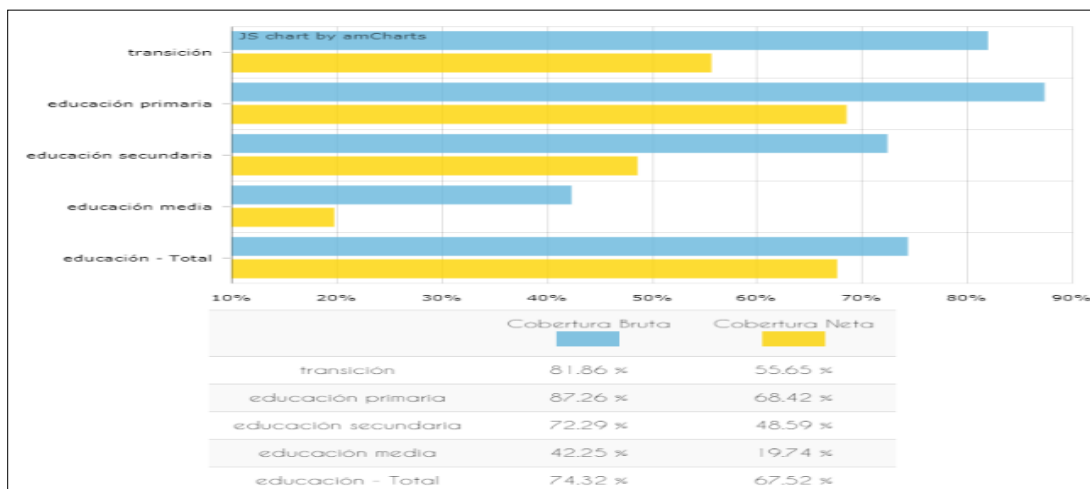 JS chart by amCharts
transición
educación primaria
educación secundaria
educación media
educación - Total
10% 20% 30% 40% 50% 60% 70% 80% 90%
Cobertura Bruta Cobertura Neta
transición 81.86 % 55.65 %
educación primaria 87.26 % 68.42 %
educación secundaria 72.29 % 48.59 %
educación media 42.25 % 19.74 %
educación - Total 74.32 % 67.52 %